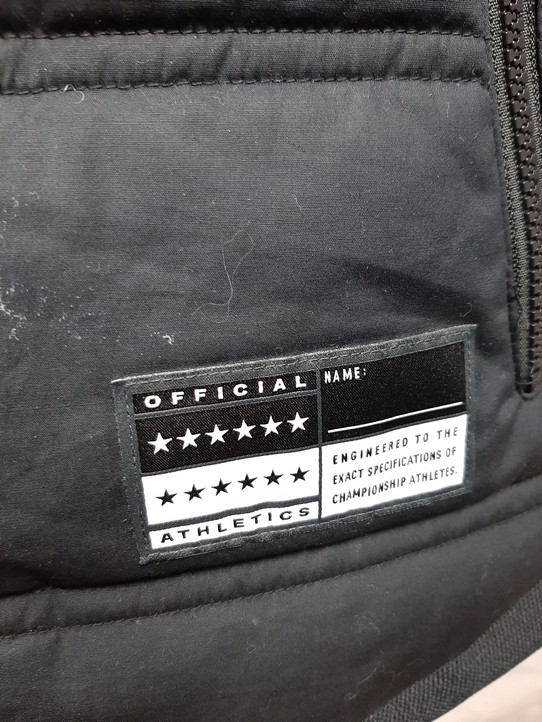 OFFICIAL
ATHLETICS
NAME:
ENGINEERED TO THE
EXACT SPECIFICATIONS OF
CHAMPIONSHIP ATHLETES.